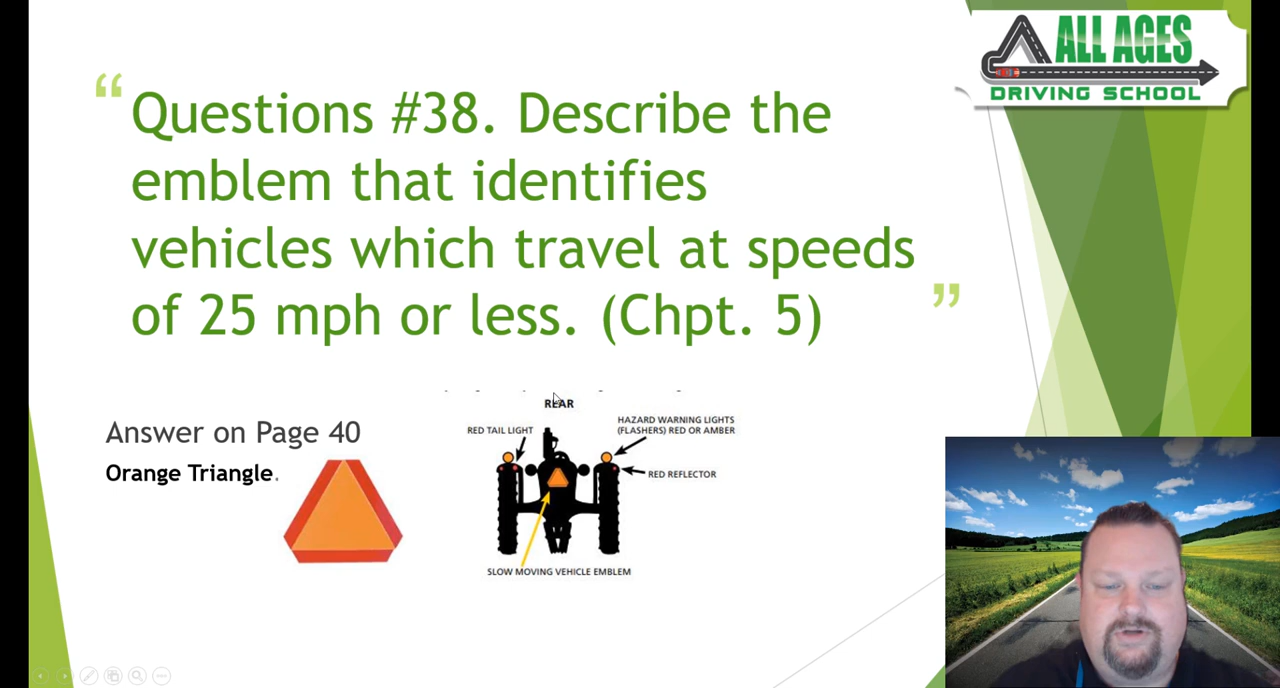 ALL AGES
DRIVING SCHOOL
“ Questions #38. Describe the
emblem that identifies
vehicles which travel at speeds
of 25 mph or less. (Chpt. 5) ”
Answer on Page 40
Orange Triangle.
REAR
RED TAIL LIGHT
HAZARD WARNING LIGHTS
(FLASHERS) RED OR AMBER
RED REFLECTOR
SLOW MOVING VEHICLE EMBLEM